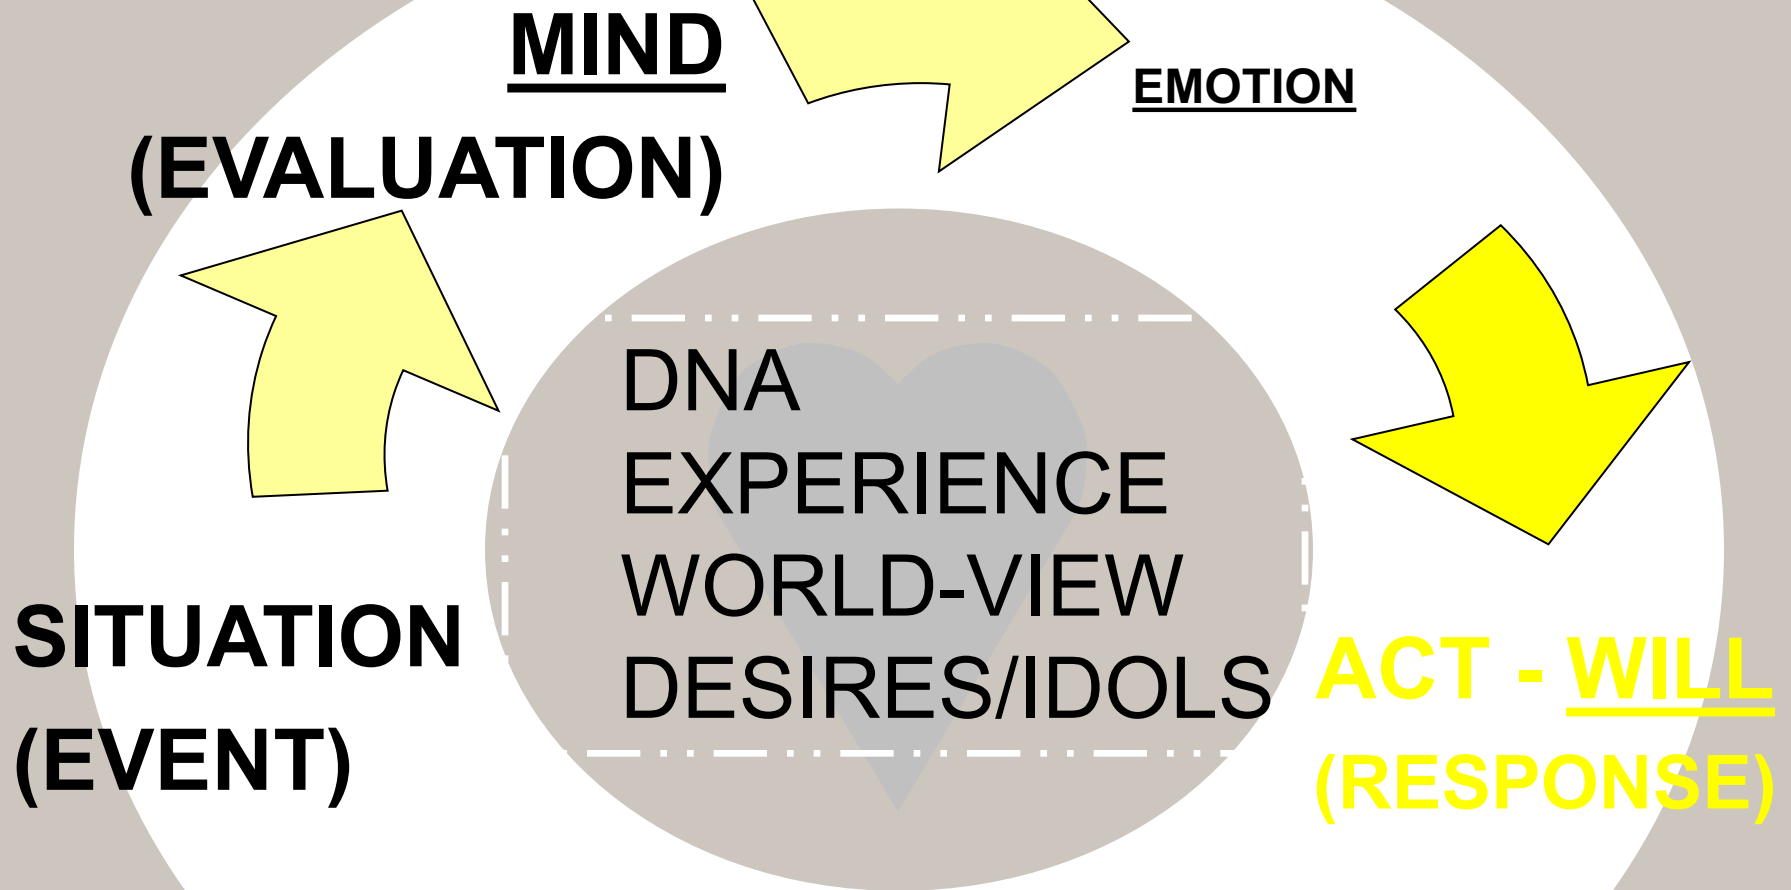 MIND
(EVALUATION)
EMOTION
DNA
EXPERIENCE
WORLD-VIEW
DESIRES/IDOLS
SITUATION
(EVENT)
ACT - WILL
(RESPONSE)